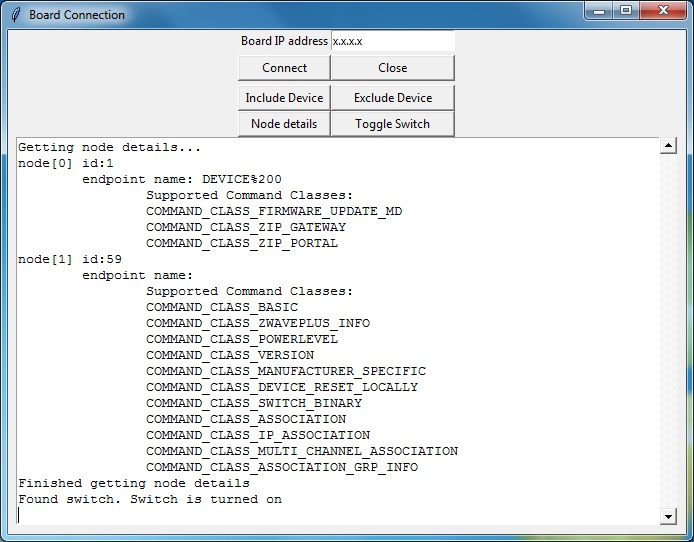 Board Connection
Board IP address x.x.x.x
Connect Close
Include Device Exclude Device
Node details Toggle Switch
Getting node details...
node[0] id:1
endpoint name: DEVICE%200
Supported Command Classes:
COMMAND_CLASS_FIRMWARE_UPDATE_MD
COMMAND_CLASS_ZIP_GATEWAY
COMMAND_CLASS_ZIP_PORTAL
node[1] id:59
endpoint name:
Supported Command Classes:
COMMAND_CLASS_BASIC
COMMAND_CLASS_ZWAVEPLUS_INFO
COMMAND_CLASS_POWERLEVEL
COMMAND_CLASS_VERSION
COMMAND_CLASS_MANUFACTURER_SPECIFIC
COMMAND_CLASS_DEVICE_RESET_LOCALLY
COMMAND_CLASS_SWITCH_BINARY
COMMAND_CLASS_ASSOCIATION
COMMAND_CLASS_IP_ASSOCIATION
COMMAND_CLASS_MULTI_CHANNEL_ASSOCIATION
COMMAND_CLASS_ASSOCIATION_GRP_INFO
Finished getting node details
Found switch. Switch is turned on